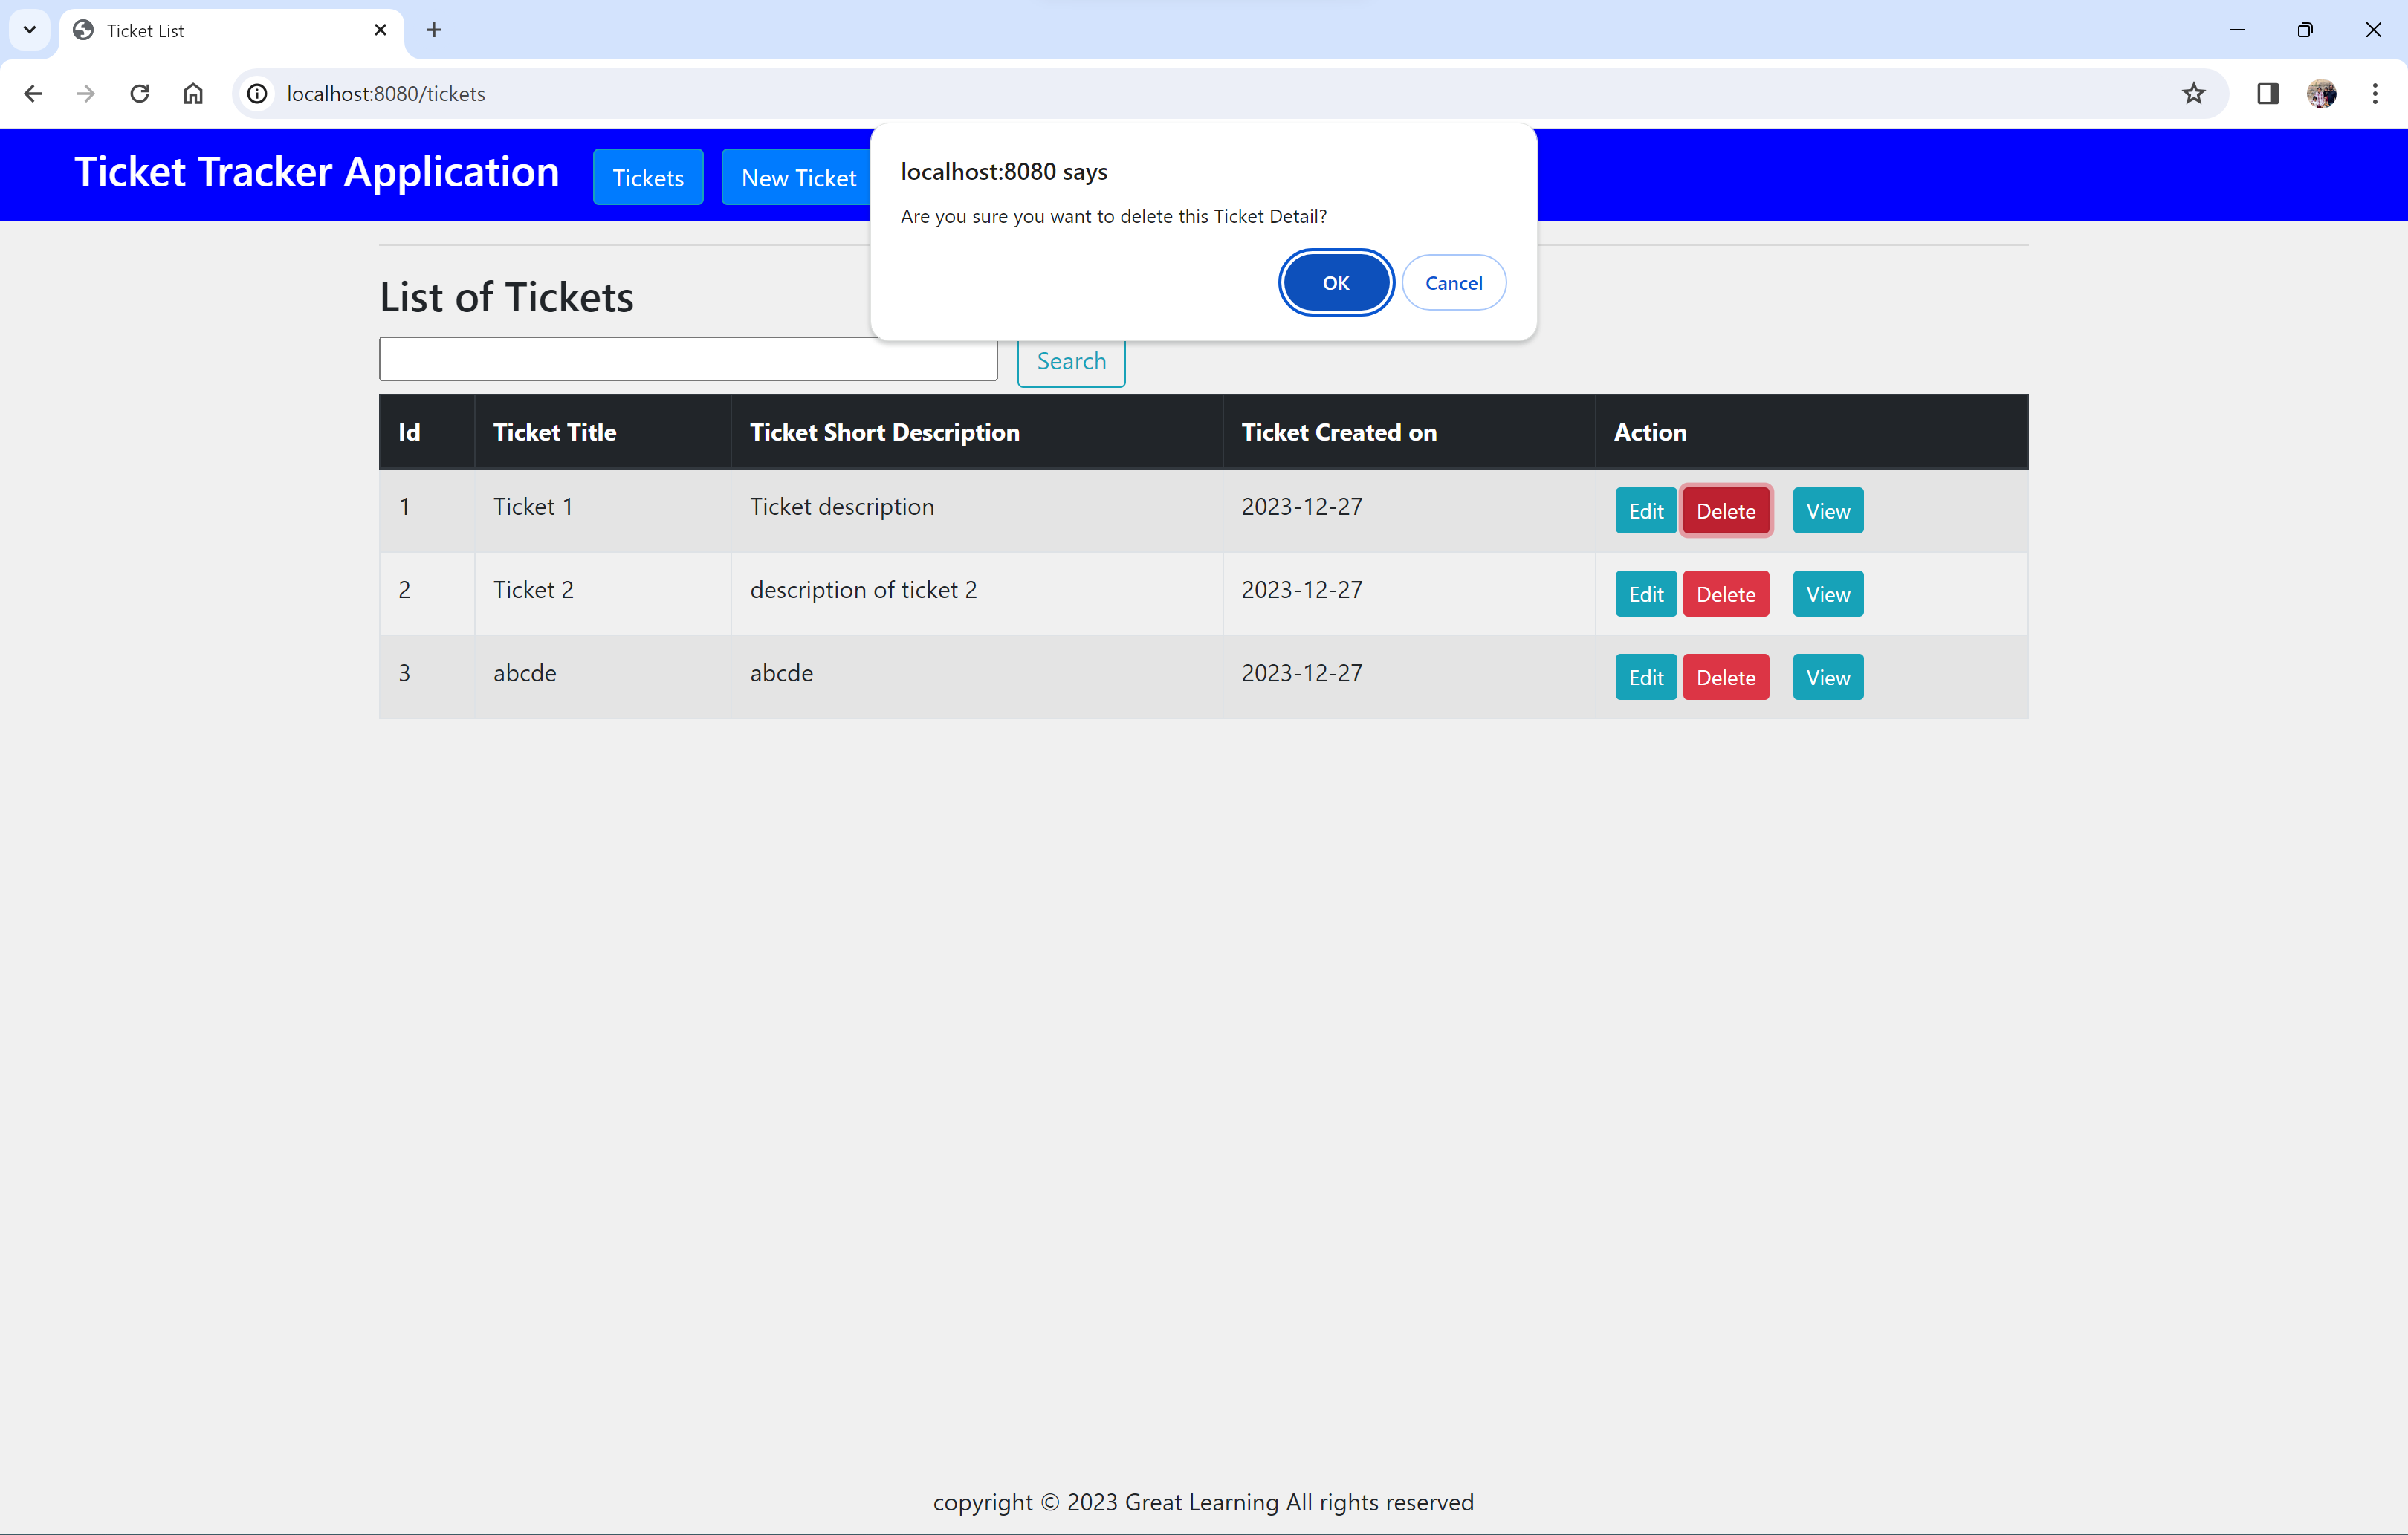 Ticket List
localhost:8080/tickets
Ticket Tracker Application Tickets New Ticket
localhost:8080 says
Are you sure you want to delete this Ticket Detail?
OK Cancel
List of Tickets
Search
Id Ticket Title Ticket Short Description Ticket Created on Action
1 Ticket 1 Ticket description 2023-12-27 Edit Delete View
2 Ticket 2 description of ticket 2 2023-12-27 Edit Delete View
3 abcde abcde 2023-12-27 Edit Delete View
copyright © 2023 Great Learning All rights reserved